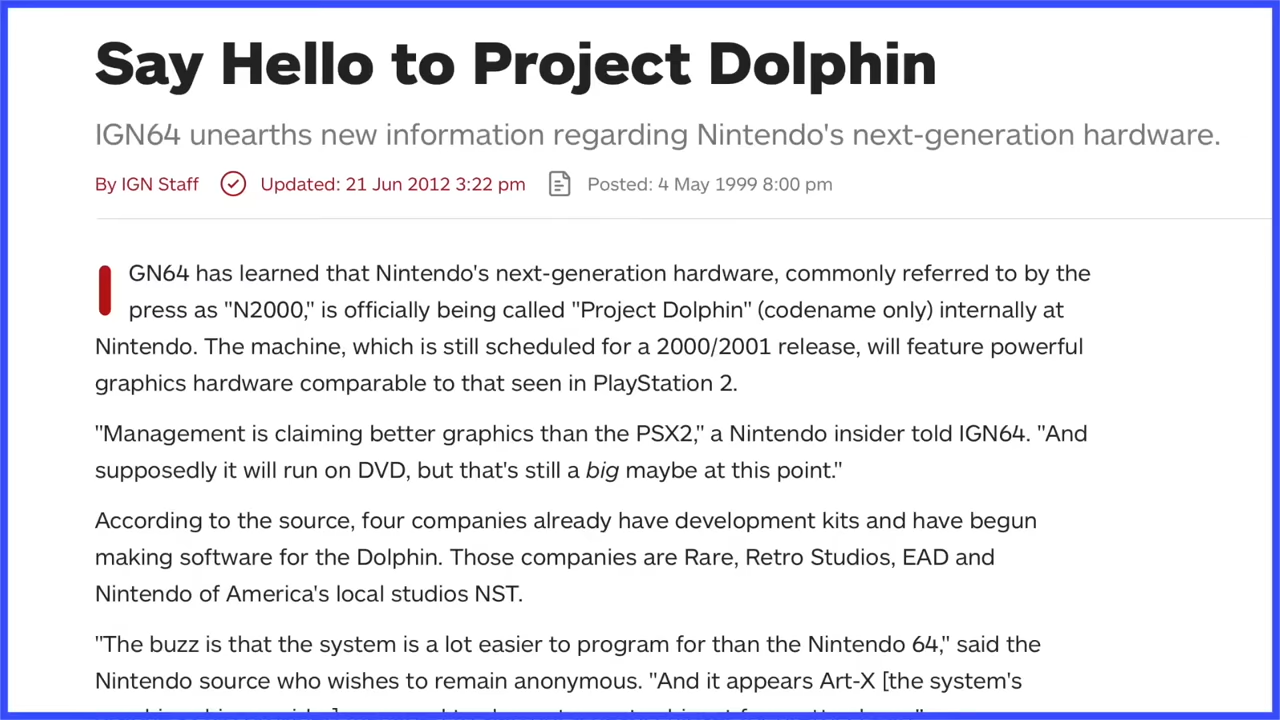 Say Hello to Project Dolphin
IGN64 unearths new information regarding Nintendo's next-generation hardware.
By IGN Staff Updated: 21 Jun 2012 3:22 pm Posted: 4 May 1999 8:00 pm
IGN64 has learned that Nintendo's next-generation hardware, commonly referred to by the
press as "N2000," is officially being called "Project Dolphin" (codename only) internally at
Nintendo. The machine, which is still scheduled for a 2000/2001 release, will feature powerful
graphics hardware comparable to that seen in PlayStation 2.
"Management is claiming better graphics than the PSX2," a Nintendo insider told IGN64. "And
supposedly it will run on DVD, but that's still a big maybe at this point."
According to the source, four companies already have development kits and have begun
making software for the Dolphin. Those companies are Rare, Retro Studios, EAD and
Nintendo of America's local studios NST.
"The buzz is that the system is a lot easier to program for than the Nintendo 64," said the
Nintendo source who wishes to remain anonymous. "And it appears Art-X [the system's